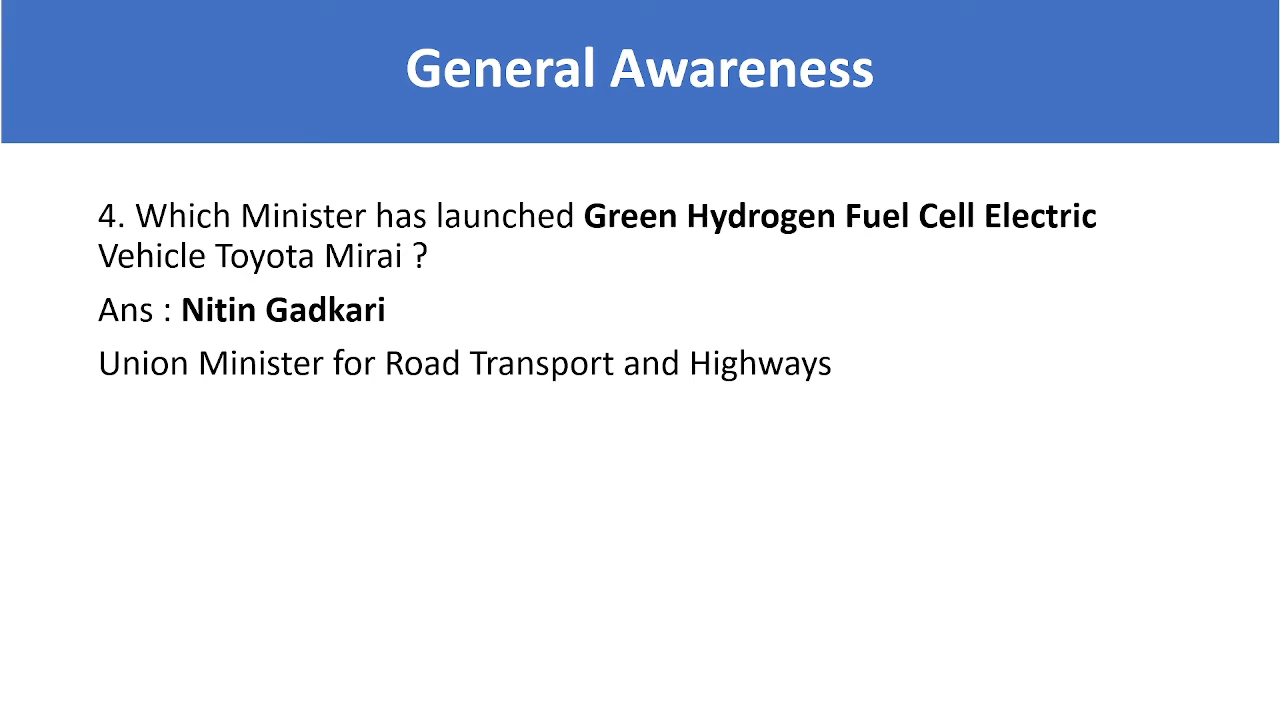 General Awareness
4. Which Minister has launched Green Hydrogen Fuel Cell Electric
Vehicle Toyota Mirai ?
Ans : Nitin Gadkari
Union Minister for Road Transport and Highways